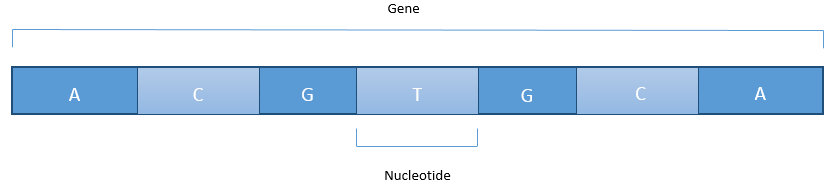 Gene
A C G T G C A
Nucleotide